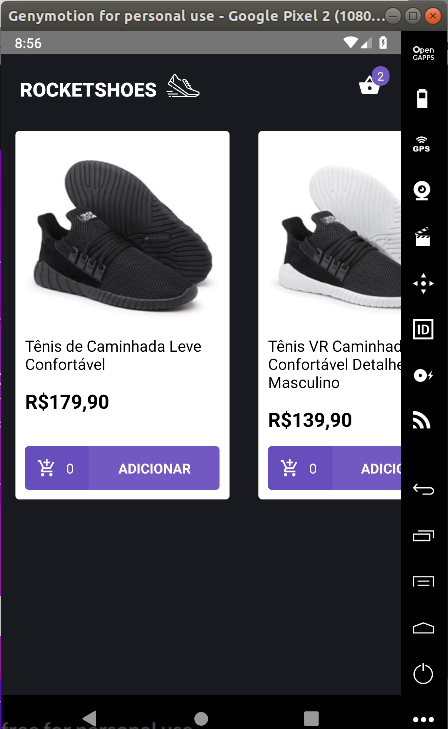 Genymotion for personal use - Google Pixel 2 (1080...
8:56
Open
GAPPS
ROCKETSHOES
2
GPS
ID
Tênis de Caminhada Leve
Confortável
R$179,90
0 ADICIONAR
Tênis VR Caminhad
Confortável Detalhe
Masculino
R$139,90
0 ADICIO
free for personal use